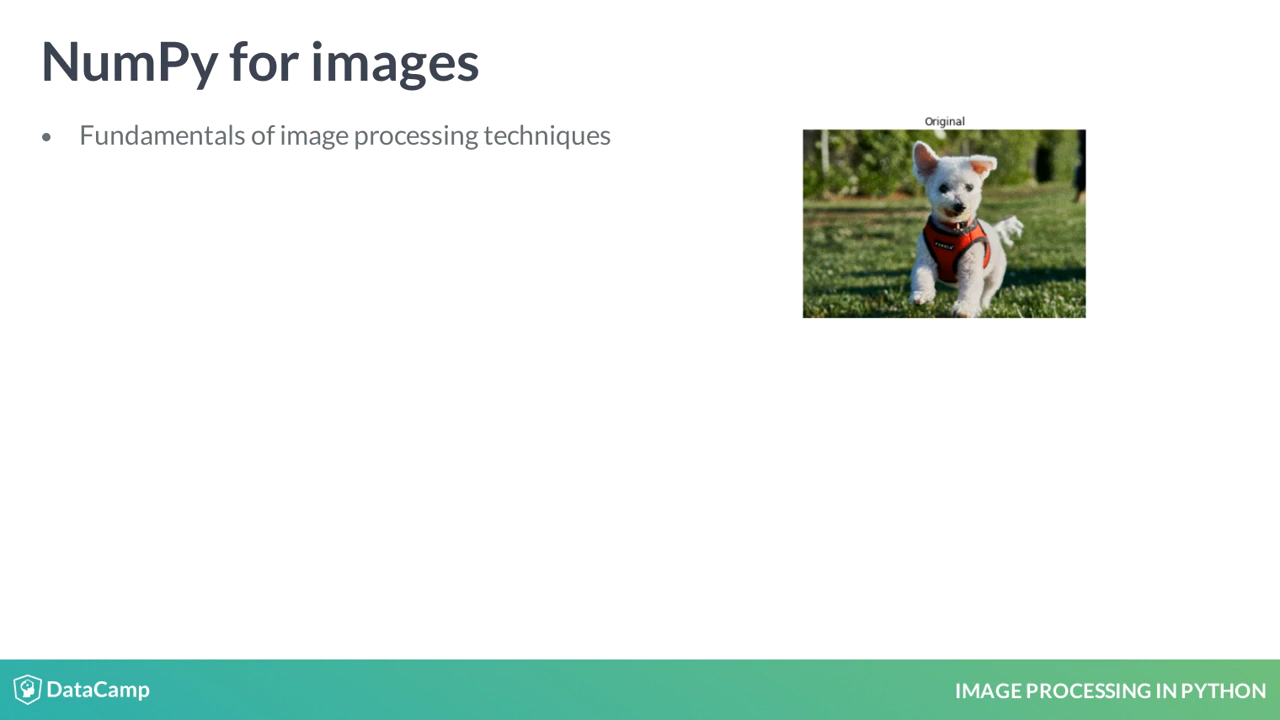 NumPy for images
• Fundamentals of image processing techniques
Original
DataCamp
IMAGE PROCESSING IN PYTHON